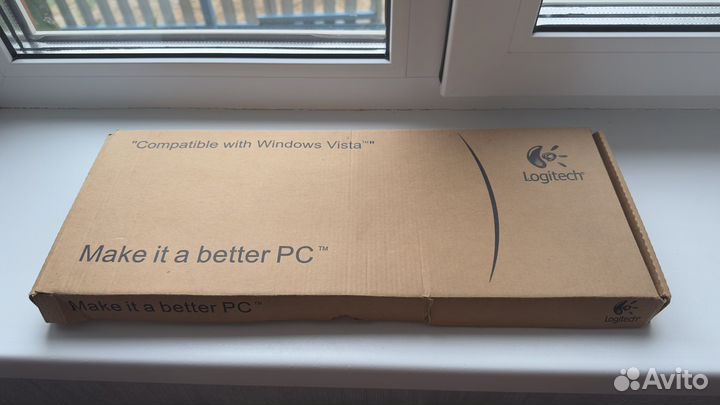 "Compatible with Windows Vista™"
Logitech®
Make it a better PC™
Make it a better PC™
Logitech®
Avito